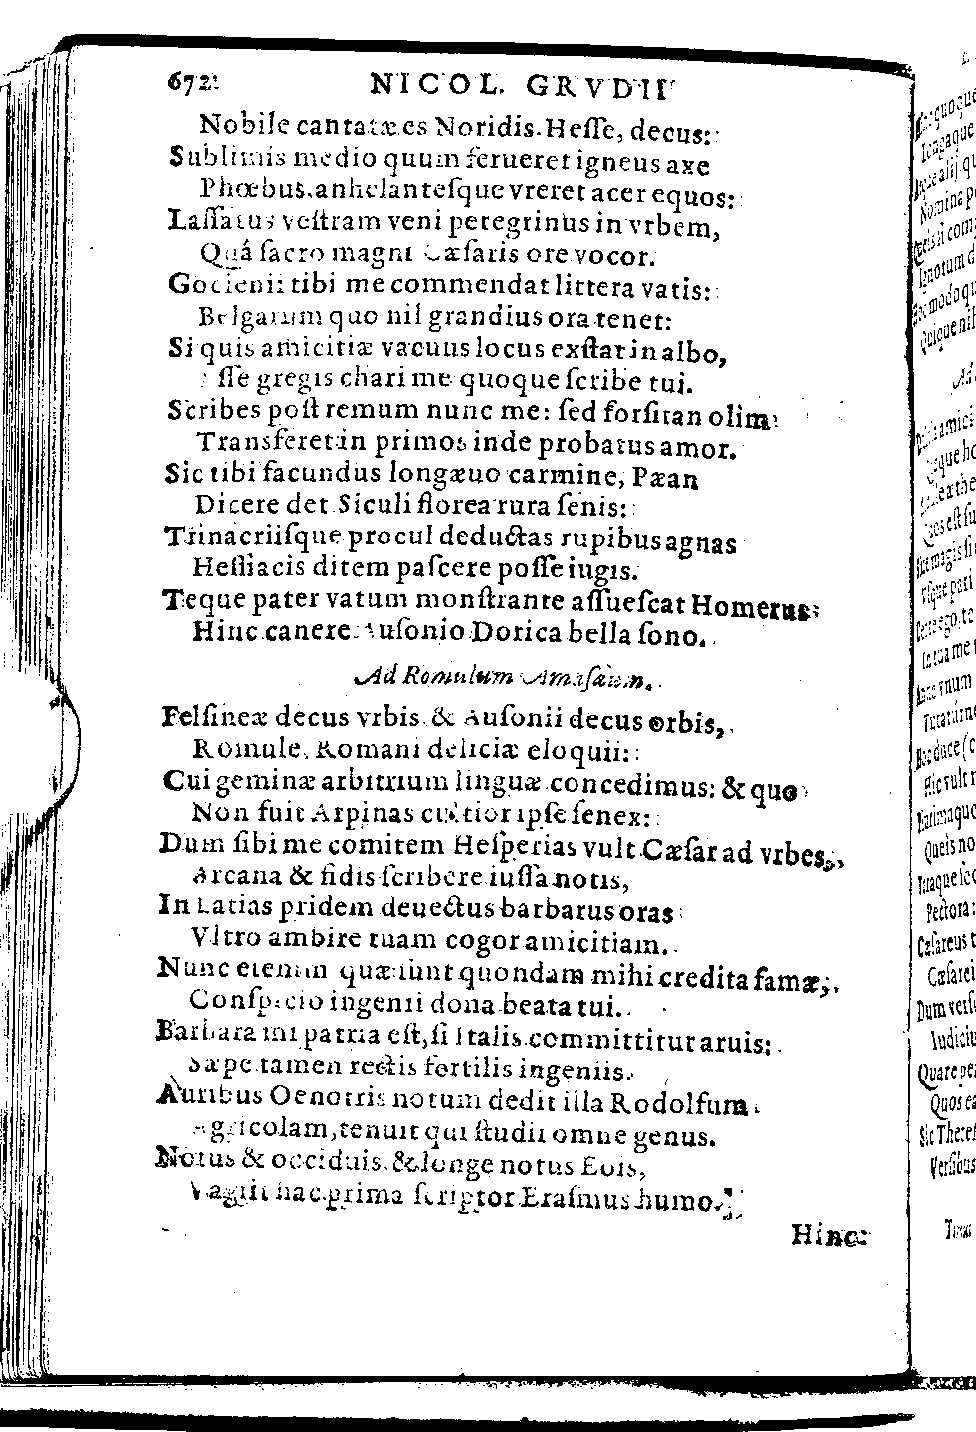 672. NICOL. GRVDII
Nobile cantatæ es Noridis Hesse, decus:
Sublimis medio quum ferueret igneus axe
Phœbus, anhelantesque vreret acer equos:
Lassatus vestram veni peregrinus in vrbem,
Quá sacro magni Cæsaris ore vocor.
Goclenii tibi me commendat littera vatis:
Belgarum quo nil grandius ora tenet:
Si quis amicitiæ vacuus locus exstat in albo,
sse gregis chari me quoque scribe tui.
Scribes post remum nunc me: sed forsitan olim
Transferet in primos inde probatus amor.
Sic tibi facundus longæuo carmine, Pæan
Dicere det Siculi florea rura senis:
Trinacriisque procul deductas rupibus agnas
Hessiacis ditem pascere posse iugis.
Teque pater vatum monstrante assuescat Homerus
Hinc canere Ausonio Dorica bella sono.
Ad Romulum Amasæum.
Felsineæ decus vrbis & Ausonii decus orbis,
Romule, Romani deliciæ eloquii:
Cui geminæ arbitrium linguæ concedimus: & quo
Non fuit Arpinas cultior ipse senex:
Dum sibi me comitem Hesperias vult Cæsar ad vrbes,
Arcana & fidis scribere iussa notis,
In Latias pridem deuectus barbarus oras
Vltro ambire tuam cogor amicitiam.
Nunc etenim quæ sunt quondam mihi credita famæ,
Conspicio ingenii dona beata tui.
Barbara mi patria est, si Italis committitur aruis:
Sæpe tamen rectis fertilis ingeniis.
Auribus Oenotris notum dedit illa Rodolfum
Agricolam, tenuit qui studii omne genus.
Notus & occiduis, & longe notus Eois,
Vagiit hac prima scriptor Erasmus humo.
Hinc